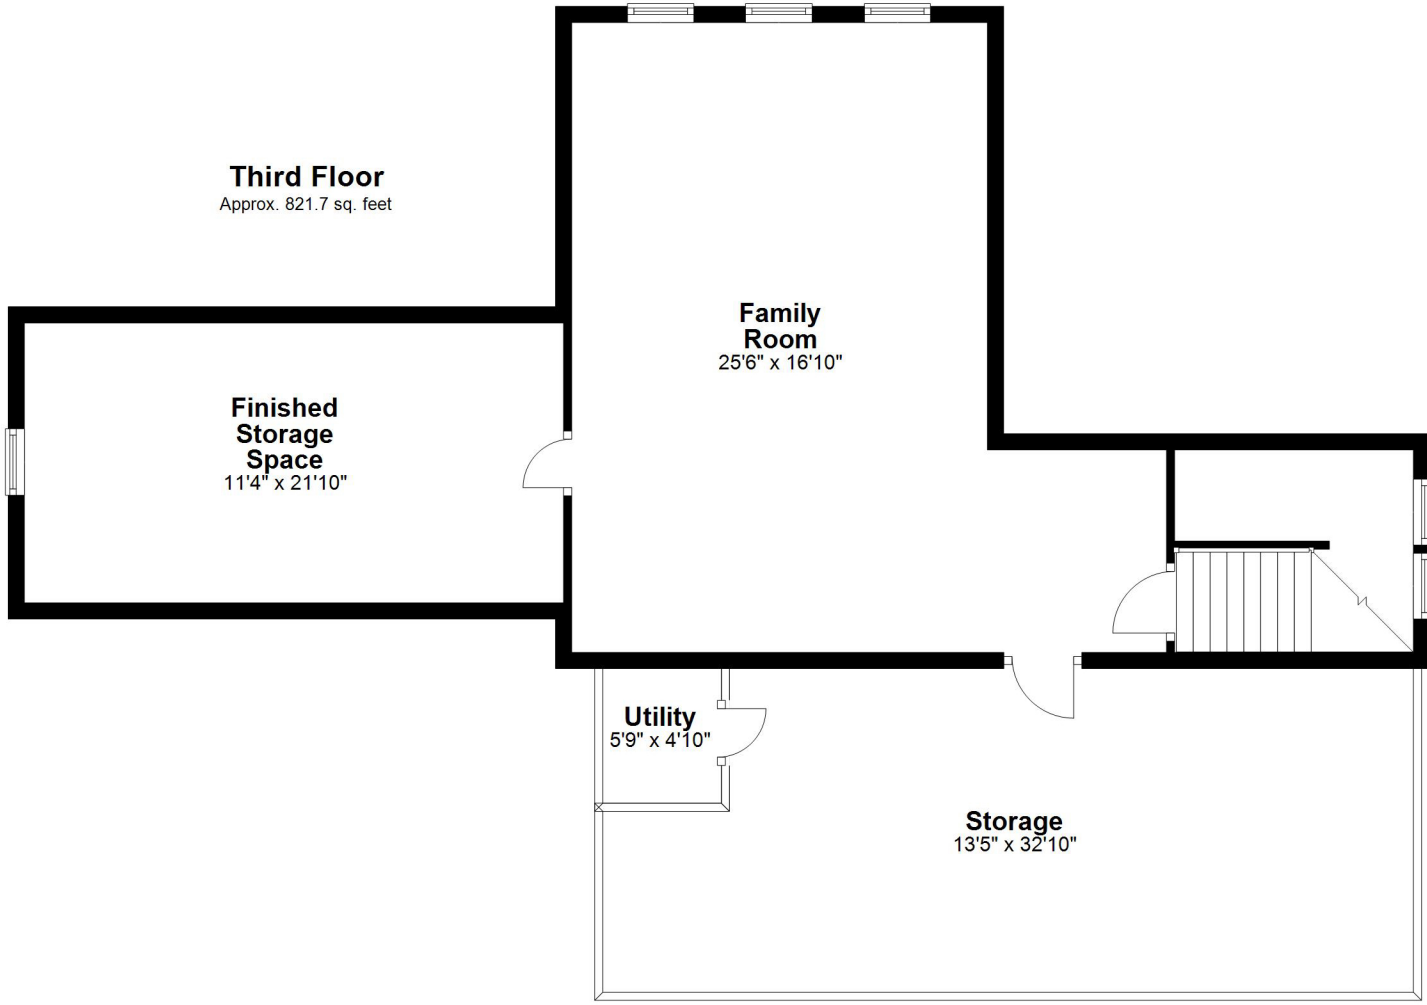 Third Floor
Approx. 821.7 sq. feet
Family
Room
25'6" x 16'10"
Finished
Storage
Space
11'4" x 21'10"
Utility
5'9" x 4'10"
Storage
13'5" x 32'10"